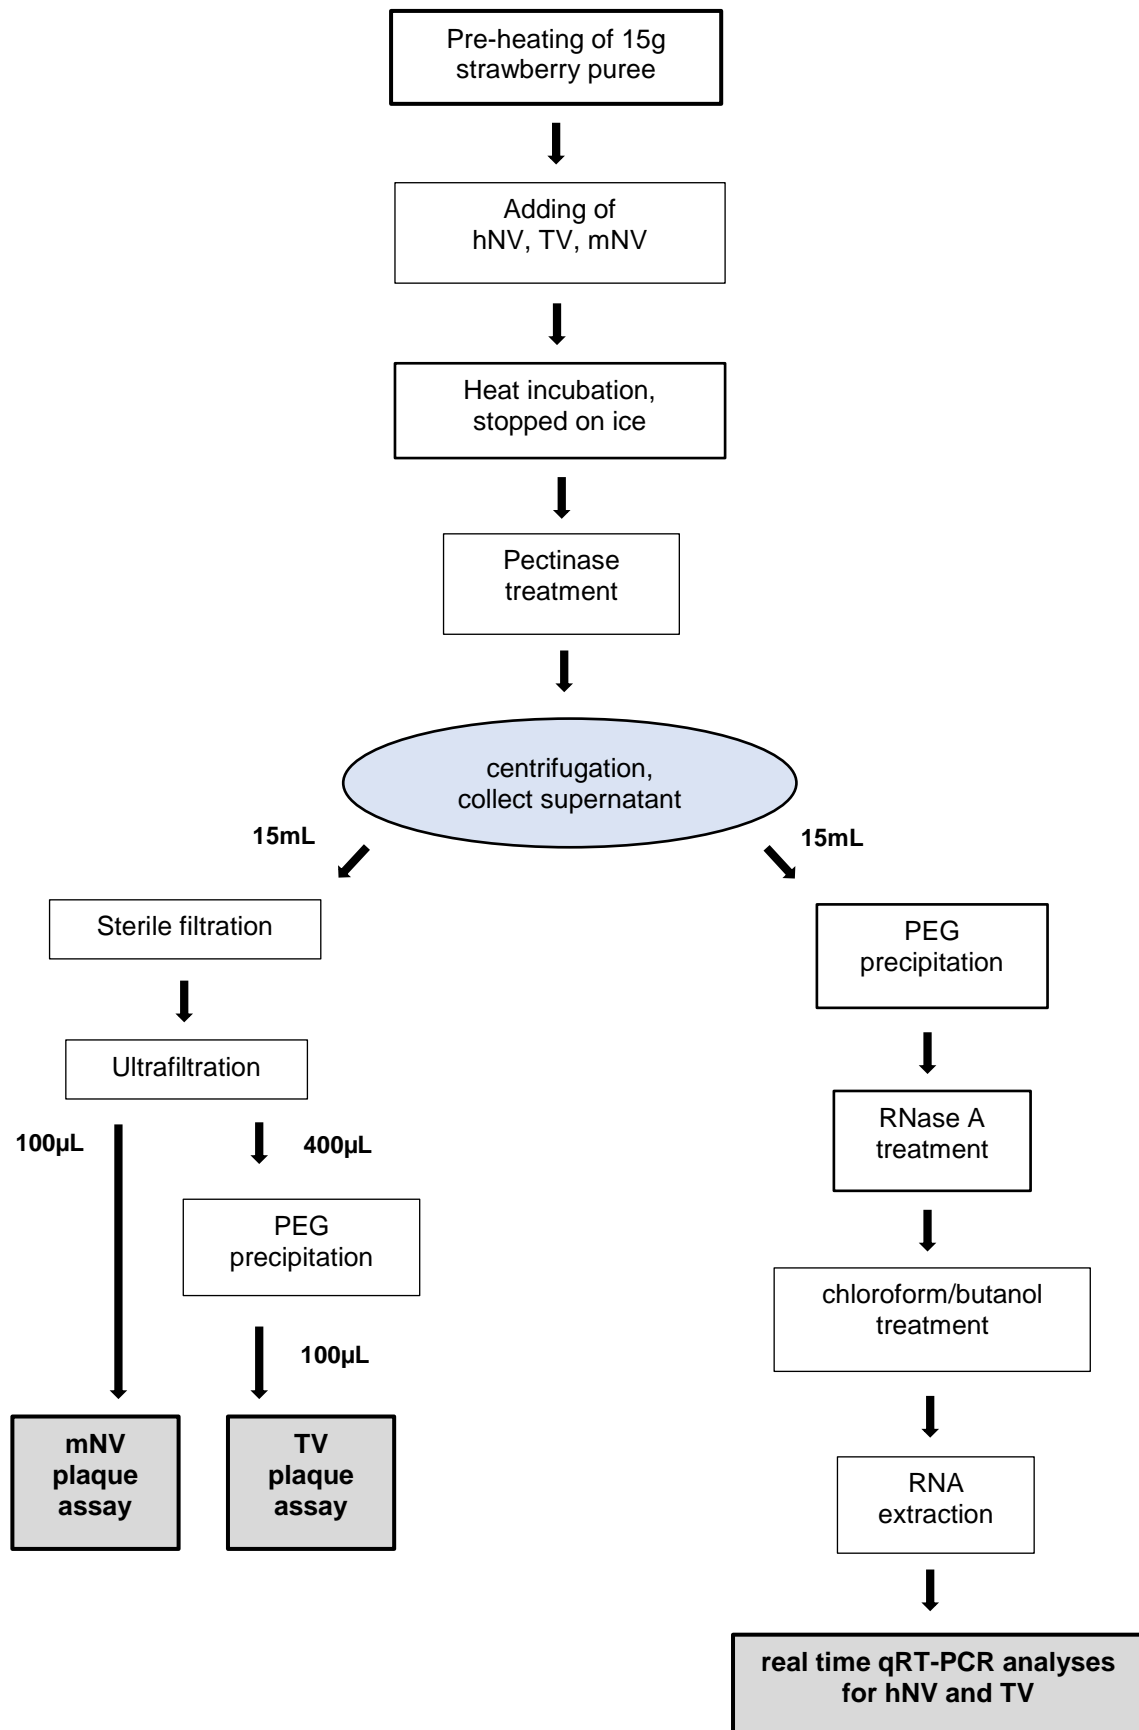 Pre-heating of 15g
strawberry puree
Adding of
hNV, TV, mNV
Heat incubation,
stopped on ice
Pectinase
treatment
centrifugation,
collect supernatant
15mL
15mL
Sterile filtration
Ultrafiltration
100µL
400µL
PEG
precipitation
100µL
mNV
plaque
assay
TV
plaque
assay
PEG
precipitation
RNase A
treatment
chloroform/butanol
treatment
RNA
extraction
real time qRT-PCR analyses
for hNV and TV